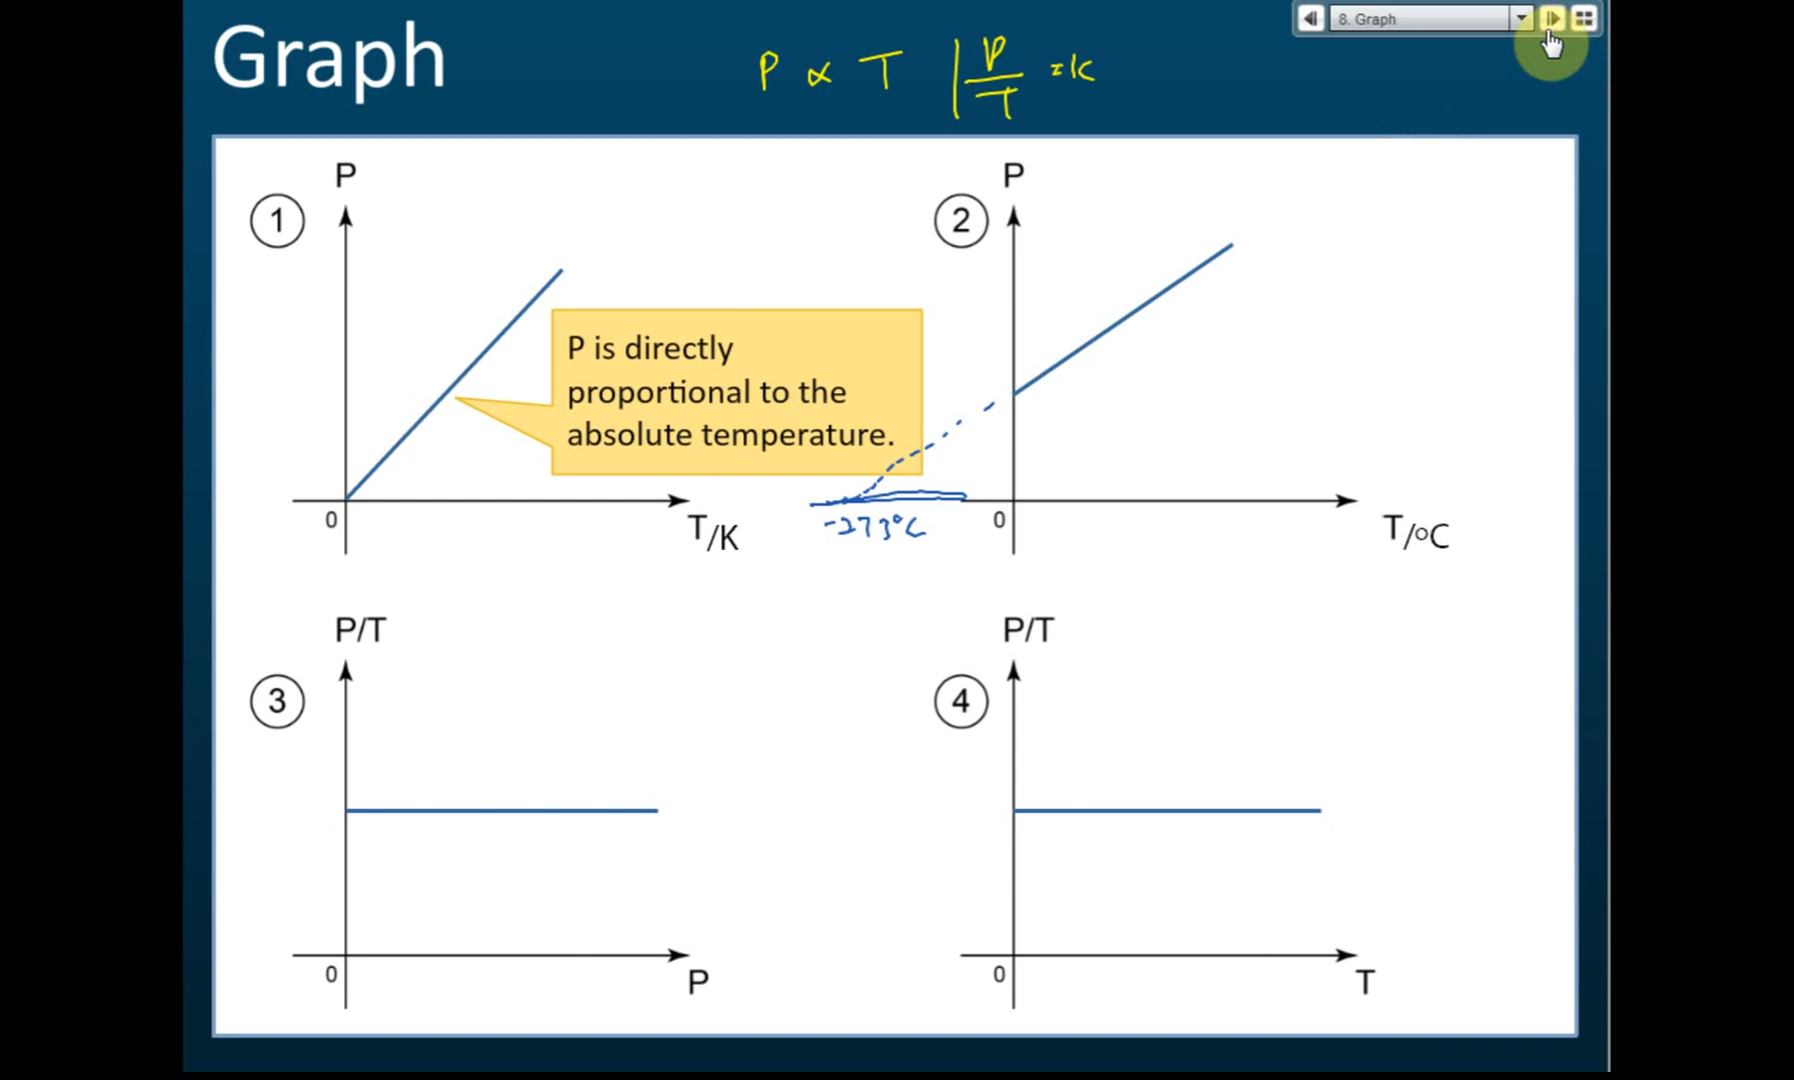 Graph
P ∝ T | P/T = K
8. Graph
1
P
P is directly
proportional to the
absolute temperature.
0
T/K
2
P
-273°C
0
T/°C
3
P/T
0
P
4
P/T
0
T